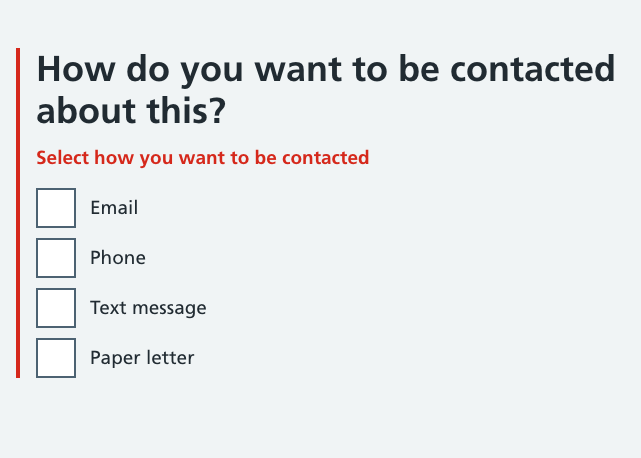 How do you want to be contacted
about this?
Select how you want to be contacted
Email
Phone
Text message
Paper letter